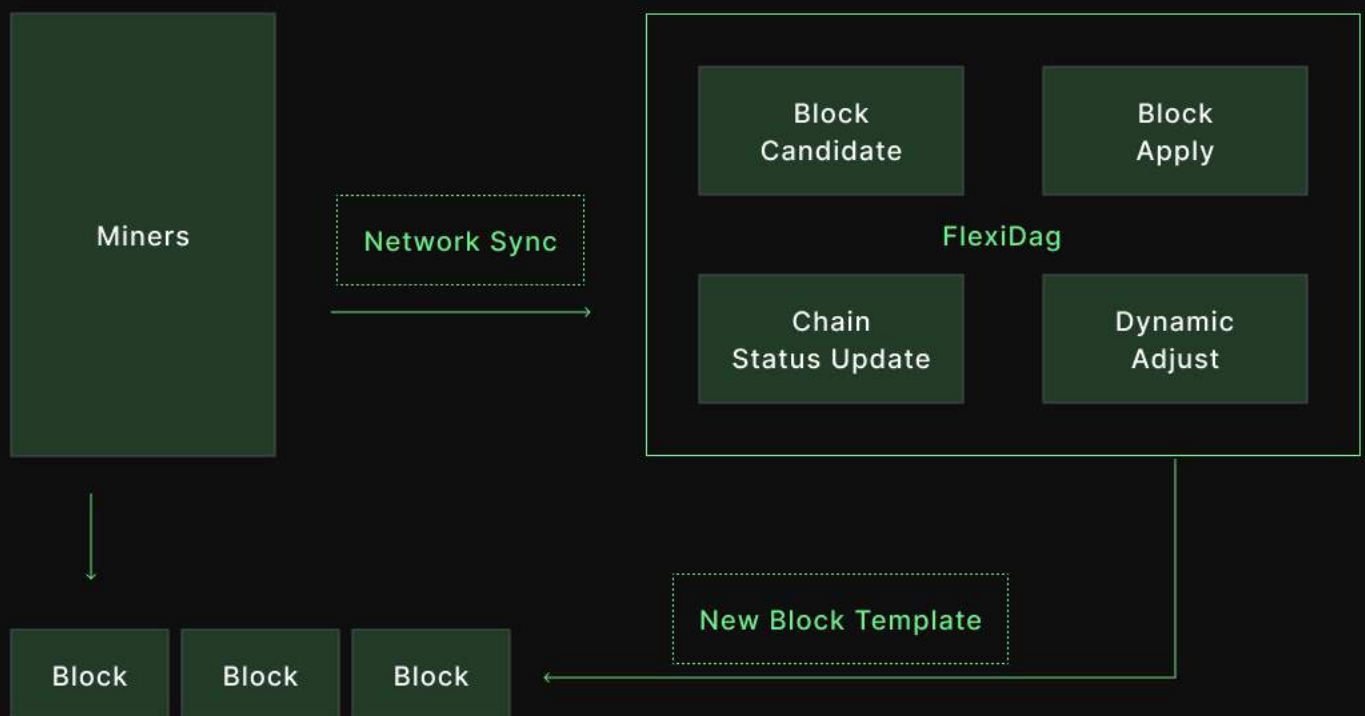 Miners
Network Sync
Block
Candidate
Block
Apply
FlexiDag
Chain
Status Update
Dynamic
Adjust
New Block Template
Block
Block
Block